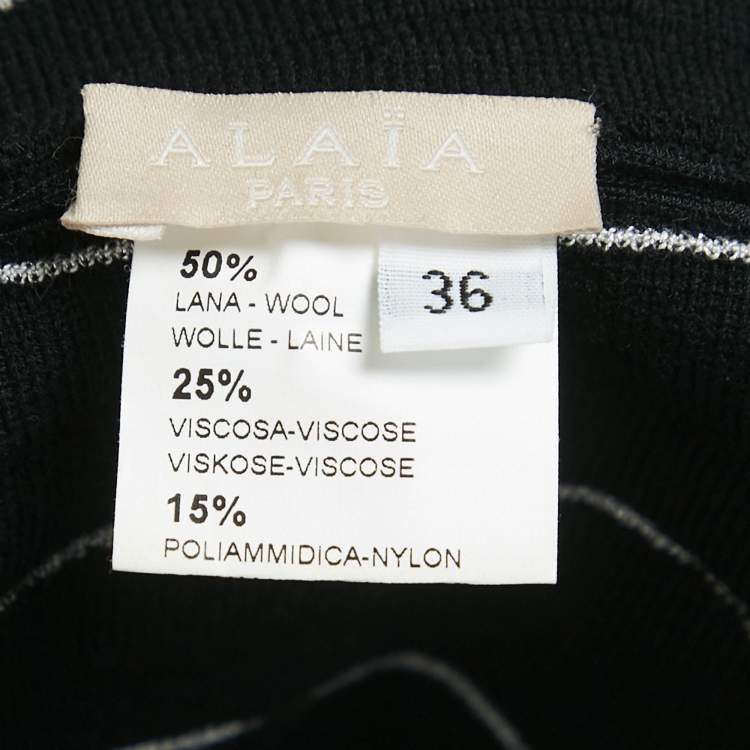 ALAÏA
PARIS
50%
LANA - WOOL
WOLLE - LAINE
36
25%
VISCOSA-VISCOSE
VISKOSE-VISCOSE
15%
POLIAMMIDICA-NYLON